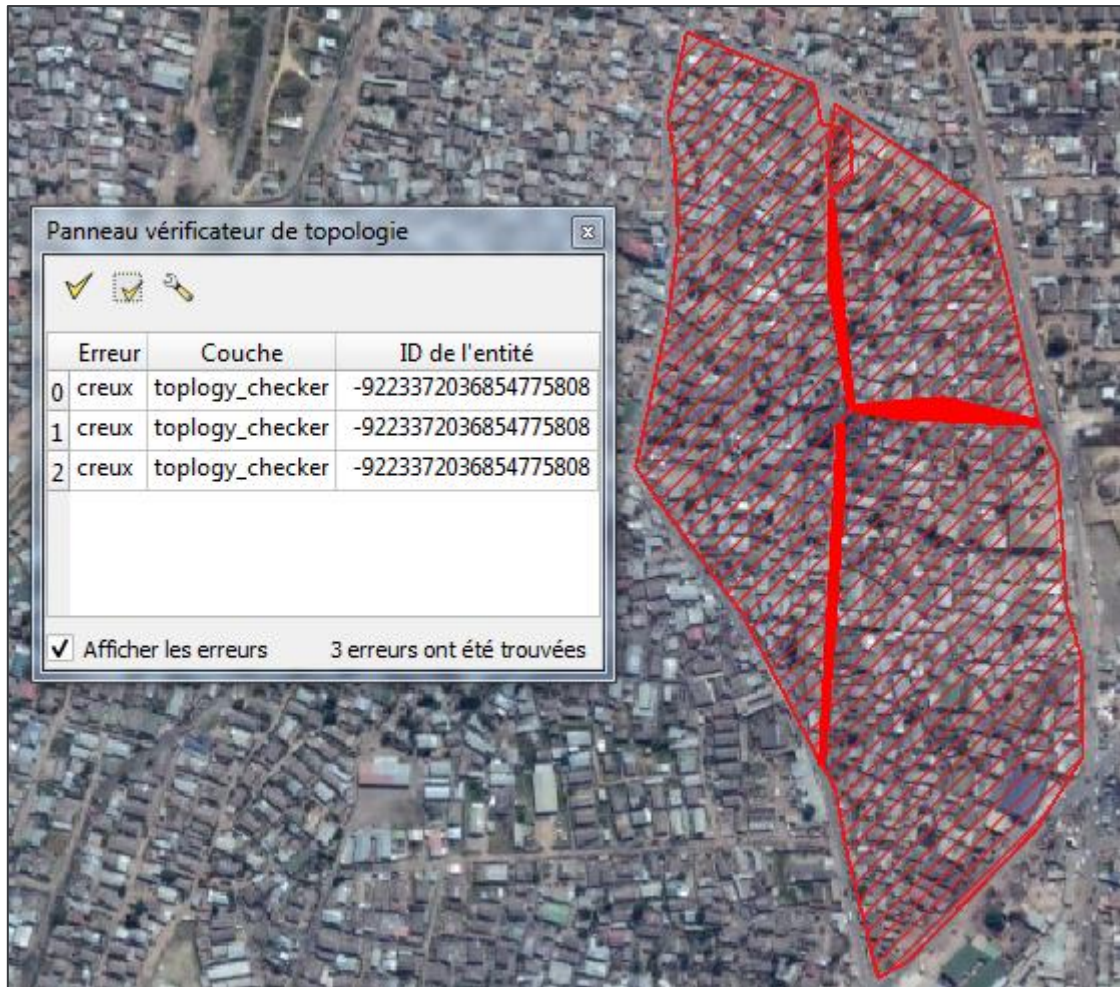 Panneau vérificateur de topologie
Erreur Couche ID de l'entité
0 creux toplogy_checker -9223372036854775808
1 creux toplogy_checker -9223372036854775808
2 creux toplogy_checker -9223372036854775808
Afficher les erreurs 3 erreurs ont été trouvées